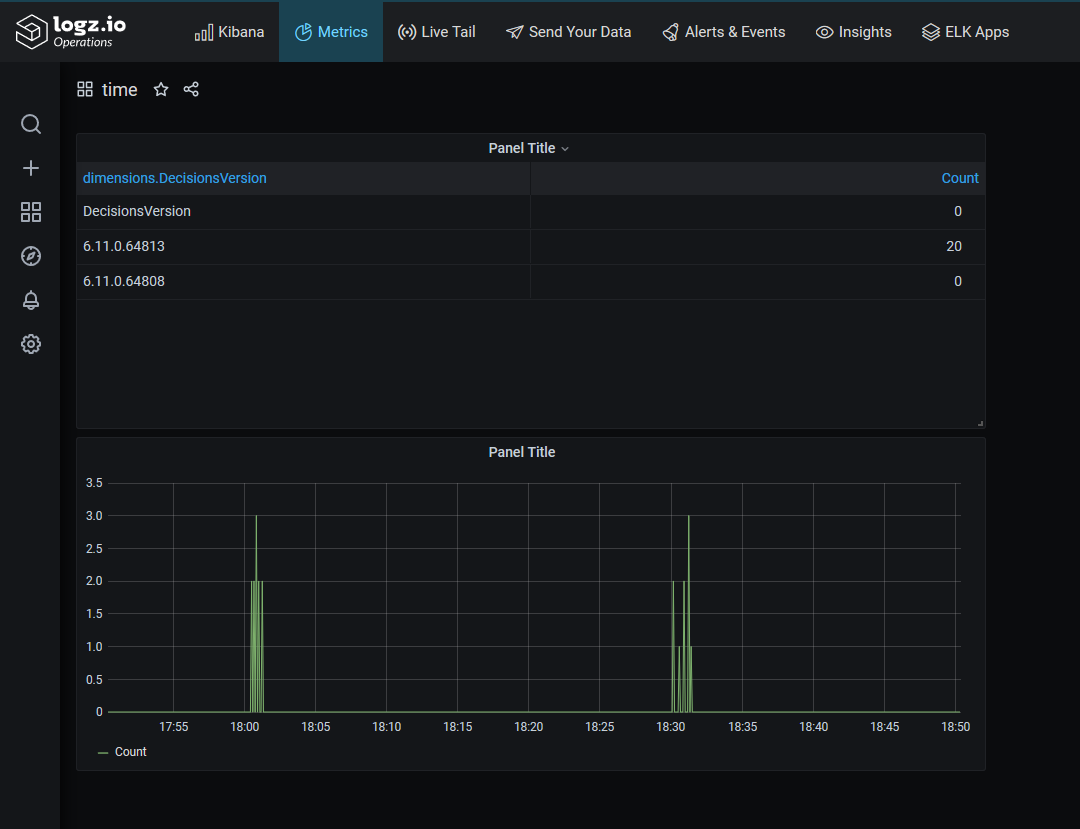 logz.io
Operations
Kibana Metrics Live Tail Send Your Data Alerts & Events Insights ELK Apps
time
Panel Title
dimensions.DecisionsVersion Count
DecisionsVersion 0
6.11.0.64813 20
6.11.0.64808 0
Panel Title
3.5
3.0
2.5
2.0
1.5
1.0
0.5
0
17:55 18:00 18:05 18:10 18:15 18:20 18:25 18:30 18:35 18:40 18:45 18:50
Count